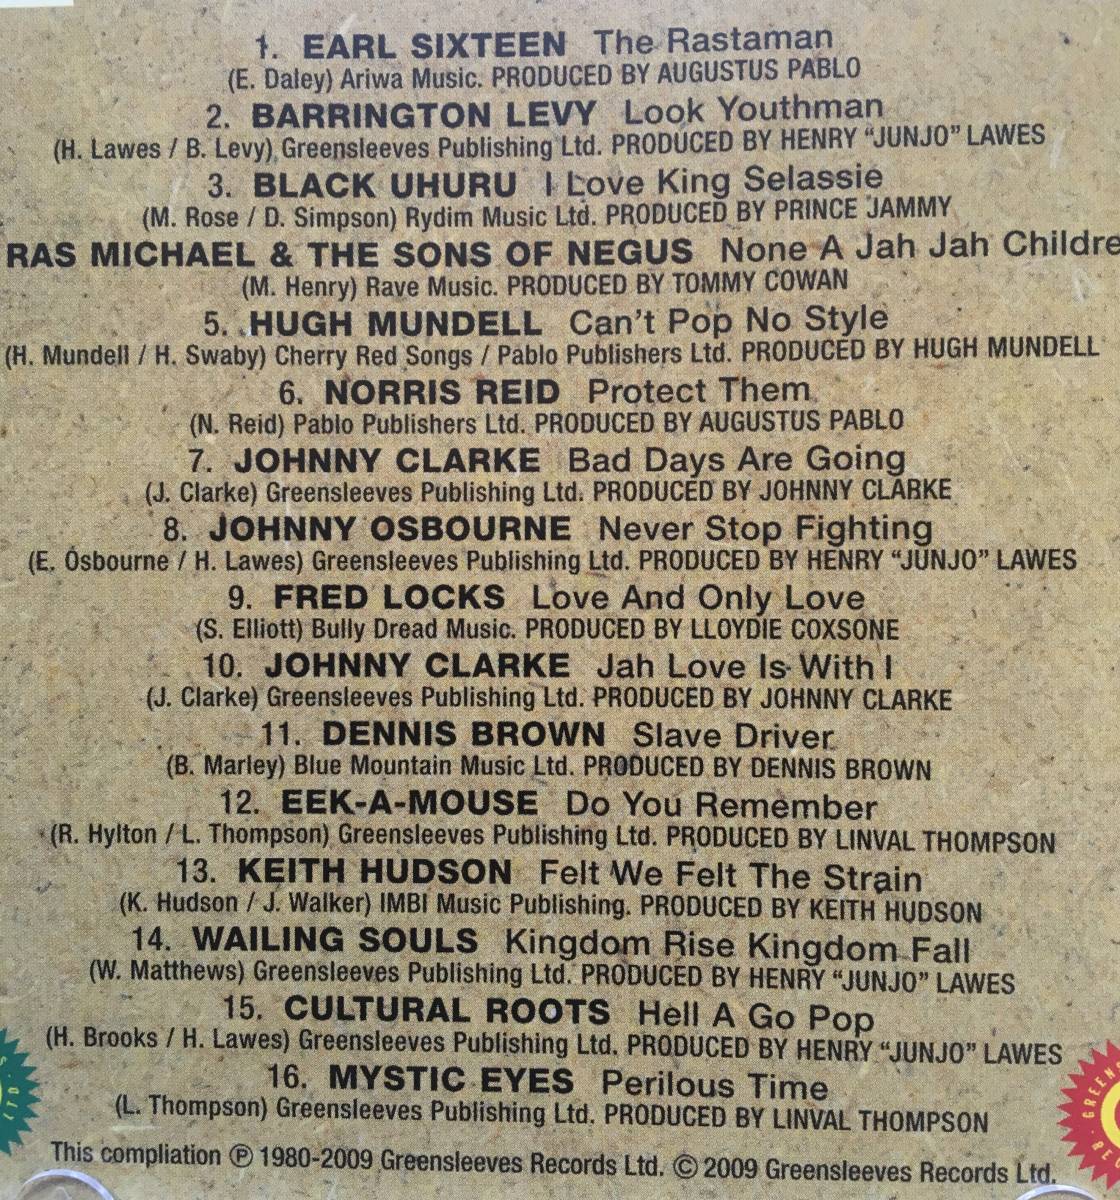 1. EARL SIXTEEN The Rastaman
(E. Daley) Ariwa Music. PRODUCED BY AUGUSTUS PABLO
2. BARRINGTON LEVY Look Youthman
(H. Lawes / B. Levy) Greensleeves Publishing Ltd. PRODUCED BY HENRY “JUNJO” LAWES
3. BLACK UHURU I Love King Selassie
(M. Rose / D. Simpson) Rydim Music Ltd. PRODUCED BY PRINCE JAMMY
RAS MICHAEL & THE SONS OF NEGUS None A Jah Jah Childre
(M. Henry) Rave Music. PRODUCED BY TOMMY COWAN
5. HUGH MUNDELL Can't Pop No Style
(H. Mundell / H. Swaby) Cherry Red Songs / Pablo Publishers Ltd. PRODUCED BY HUGH MUNDELL
6. NORRIS REID Protect Them
(N. Reid) Pablo Publishers Ltd. PRODUCED BY AUGUSTUS PABLO
7. JOHNNY CLARKE Bad Days Are Going
(J. Clarke) Greensleeves Publishing Ltd. PRODUCED BY JOHNNY CLARKE
8. JOHNNY OSBOURNE Never Stop Fighting
(E. Osbourne / H. Lawes) Greensleeves Publishing Ltd. PRODUCED BY HENRY “JUNJO” LAWES
9. FRED LOCKS Love And Only Love
(S. Elliott) Bully Dread Music. PRODUCED BY LLOYDIE COXSONE
10. JOHNNY CLARKE Jah Love Is With I
(J. Clarke) Greensleeves Publishing Ltd. PRODUCED BY JOHNNY CLARKE
11. DENNIS BROWN Slave Driver
(B. Marley) Blue Mountain Music Ltd. PRODUCED BY DENNIS BROWN
12. EEK-A-MOUSE Do You Remember
(R. Hylton / L. Thompson) Greensleeves Publishing Ltd. PRODUCED BY LINVAL THOMPSON
13. KEITH HUDSON Felt We Felt The Strain
(K. Hudson / J. Walker) IMBI Music Publishing. PRODUCED BY KEITH HUDSON
14. WAILING SOULS Kingdom Rise Kingdom Fall
(W. Matthews) Greensleeves Publishing Ltd. PRODUCED BY HENRY “JUNJO” LAWES
15. CULTURAL ROOTS Hell A Go Pop
(H. Brooks / H. Lawes) Greensleeves Publishing Ltd. PRODUCED BY HENRY “JUNJO” LAWES
16. MYSTIC EYES Perilous Time
(L. Thompson) Greensleeves Publishing Ltd. PRODUCED BY LINVAL THOMPSON
This compliation ℗ 1980-2009 Greensleeves Records Ltd. © 2009 Greensleeves Records Ltd.